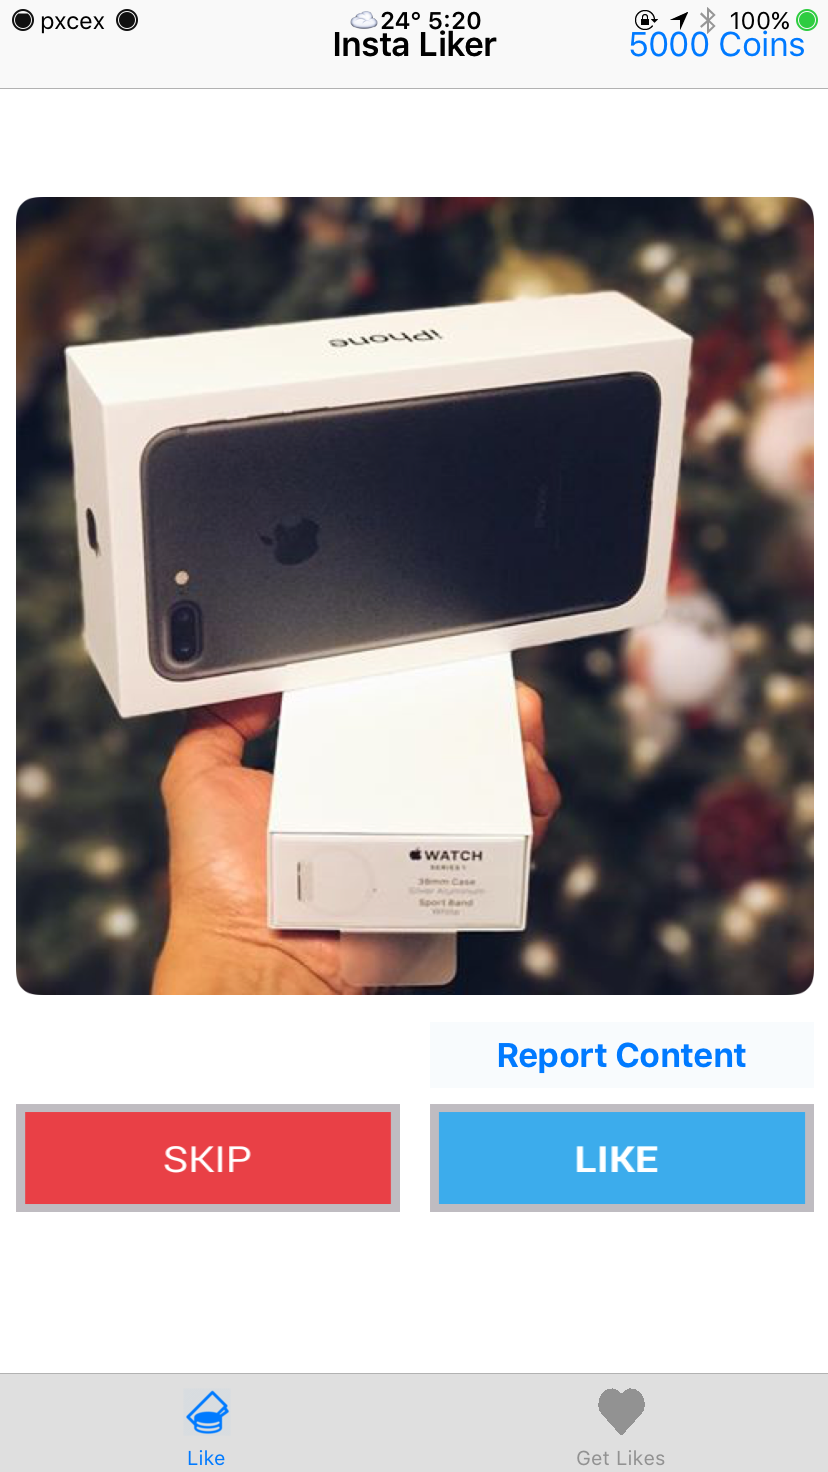 pxcex 24° 5:20 100%
Insta Liker 5000 Coins
iPhone
WATCH
SERIES 1
38mm Case
Silver Aluminum
Sport Band
White
Report Content
SKIP LIKE
Like Get Likes